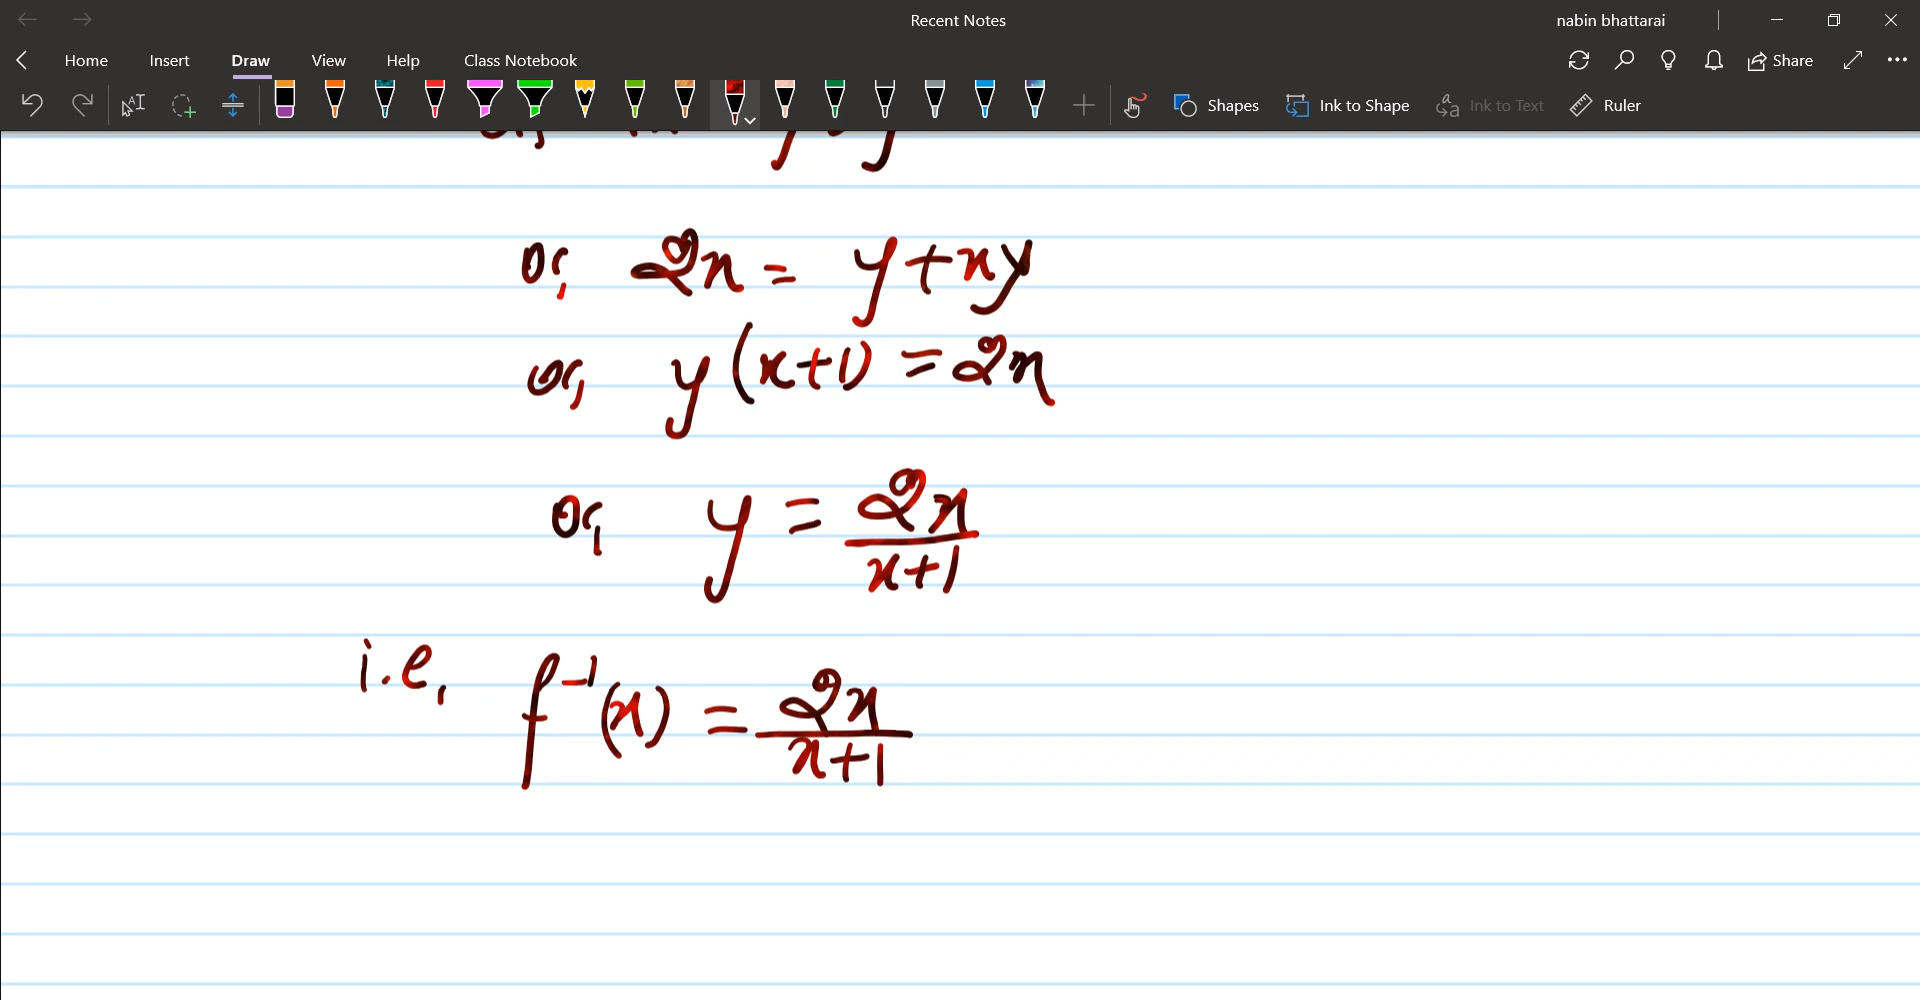 Recent Notes nabin bhattarai
Home Insert Draw View Help Class Notebook Share
Shapes Ink to Shape Ink to Text Ruler
or, 2x = y + xy
or, y (x+1) = 2x
or, y = 2x / x+1
i.e, f⁻¹(x) = 2x / x+1